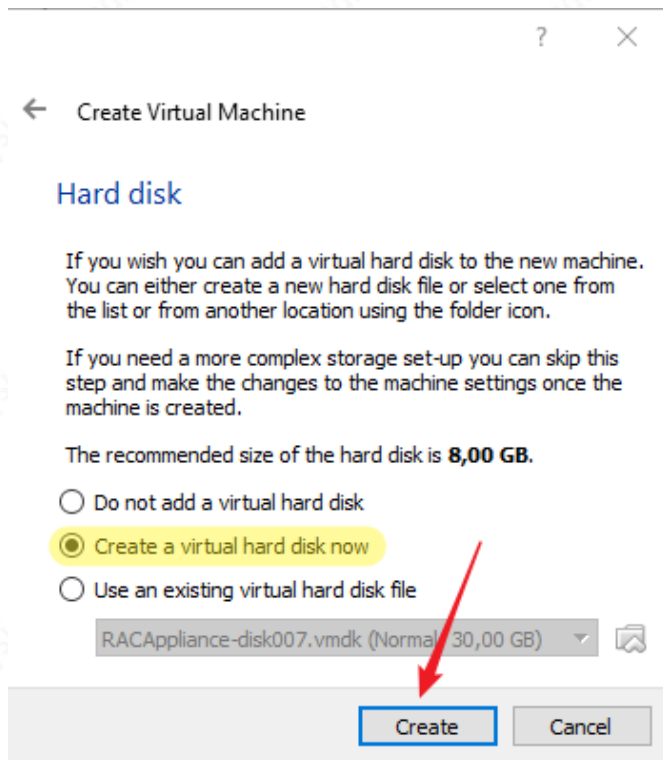 ?
Create Virtual Machine
Hard disk
If you wish you can add a virtual hard disk to the new machine.
You can either create a new hard disk file or select one from
the list or from another location using the folder icon.
If you need a more complex storage set-up you can skip this
step and make the changes to the machine settings once the
machine is created.
The recommended size of the hard disk is 8,00 GB.
Do not add a virtual hard disk
Create a virtual hard disk now
Use an existing virtual hard disk file
RACAppliance-disk007.vmdk (Normal, 30,00 GB)
Create Cancel